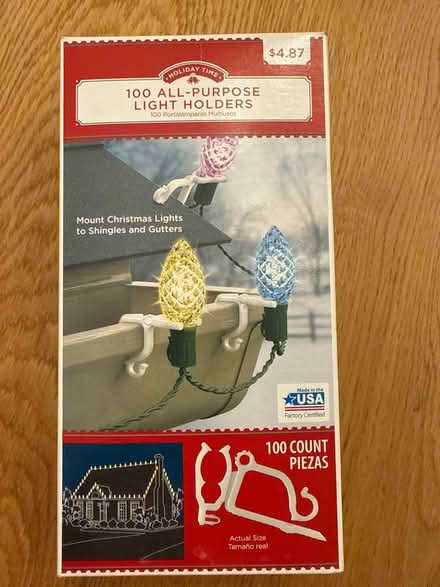 $4.87
HOLIDAY TIME
100 ALL-PURPOSE
LIGHT HOLDERS
100 Portalámparas Multiusos
Mount Christmas Lights
to Shingles and Gutters
Made in the
USA
Factory Certified
100 COUNT
PIEZAS
Actual Size
Tamaño real